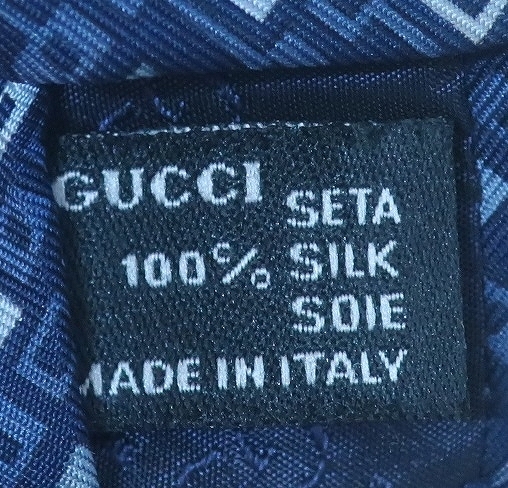 GUCCI
SETA
100% SILK
SOIE
MADE IN ITALY